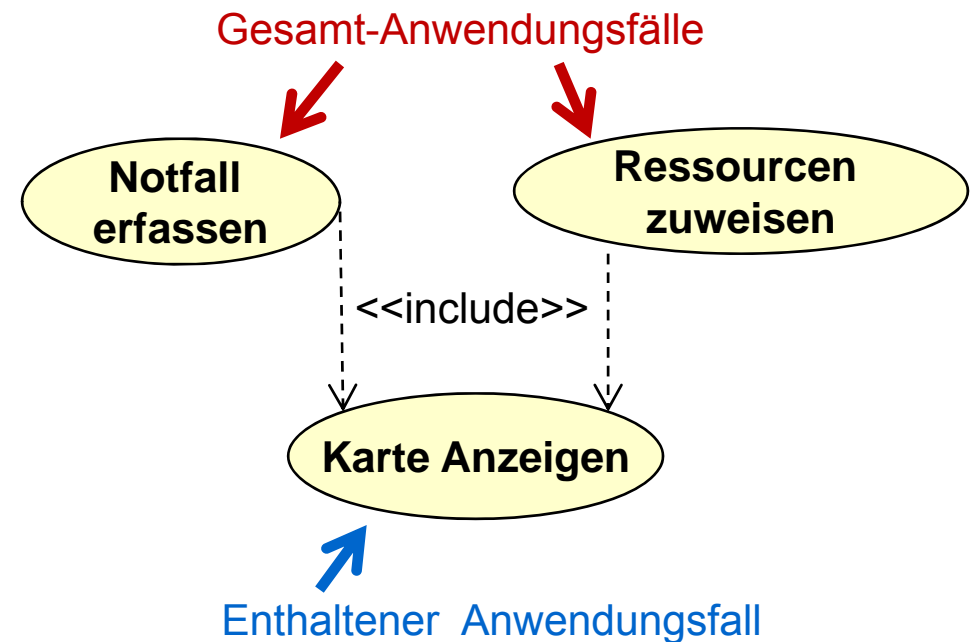 Gesamt-Anwendungsfälle
Notfall
erfassen
Ressourcen
zuweisen
<<include>>
Karte Anzeigen
Enthaltener Anwendungsfall